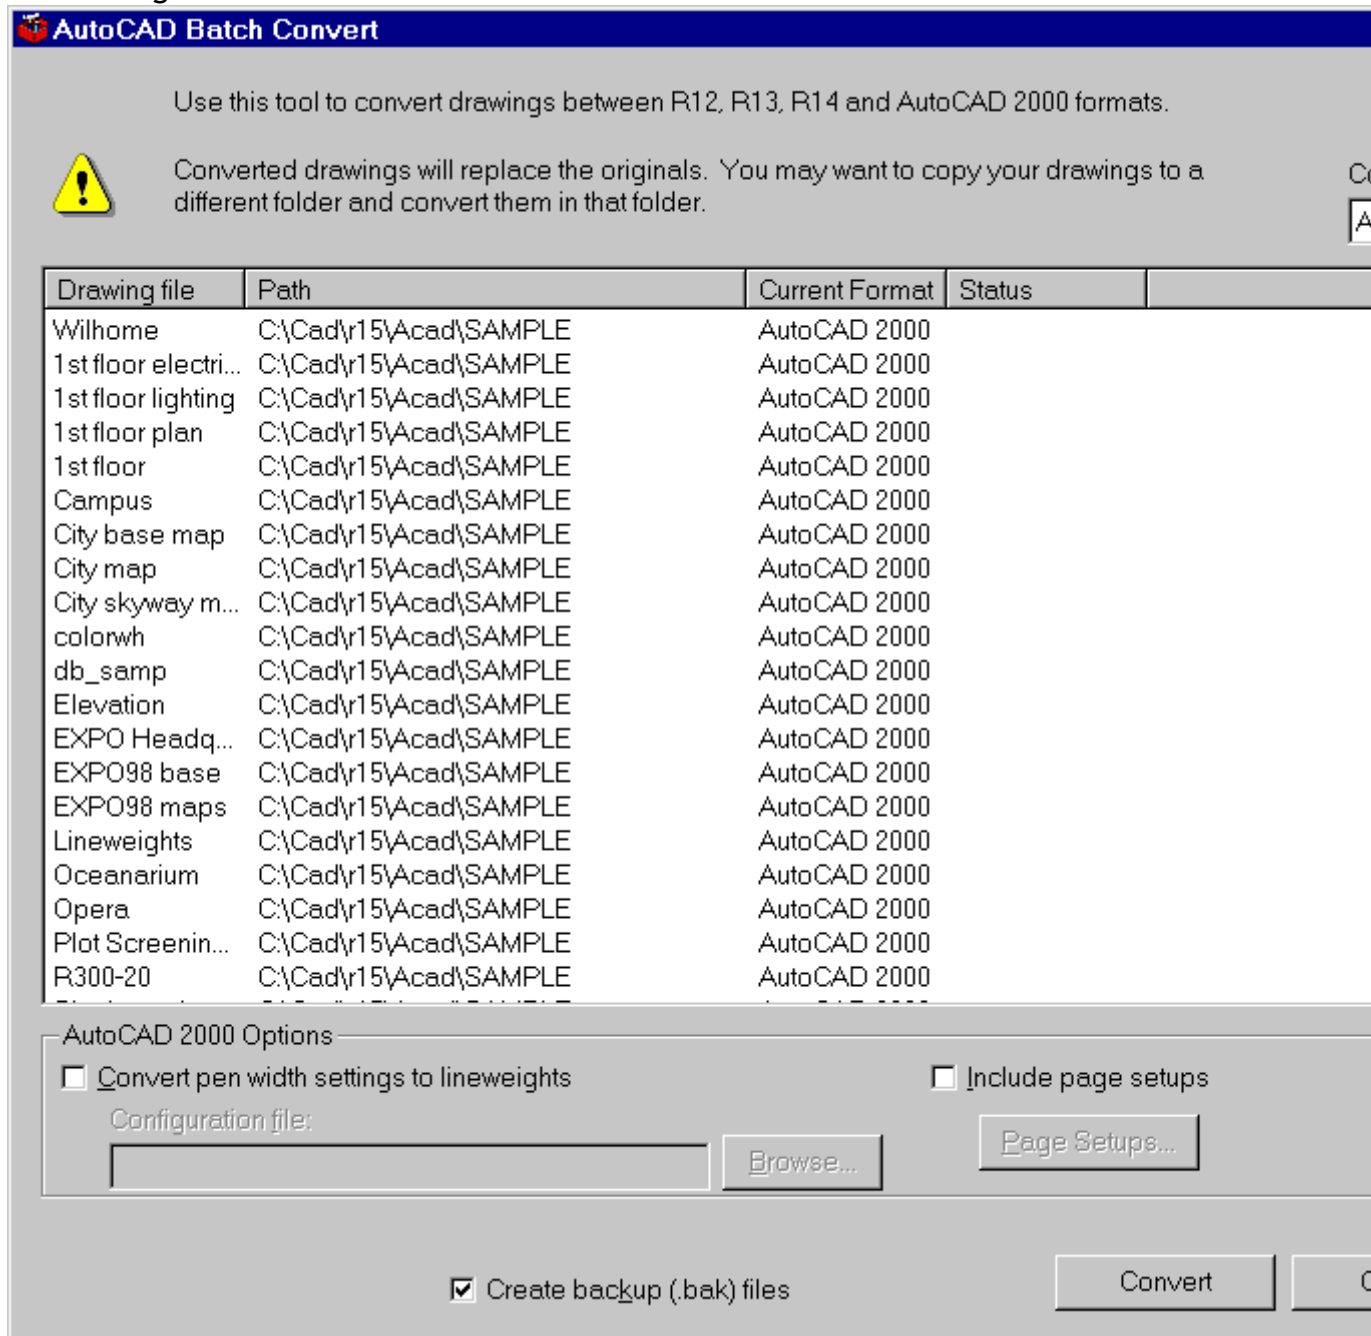 AutoCAD Batch Convert
Use this tool to convert drawings between R12, R13, R14 and AutoCAD 2000 formats.
Converted drawings will replace the originals. You may want to copy your drawings to a
different folder and convert them in that folder.
Drawing file Path Current Format Status
Wilhome C:\Cad\r15\Acad\SAMPLE AutoCAD 2000
1st floor electri... C:\Cad\r15\Acad\SAMPLE AutoCAD 2000
1st floor lighting C:\Cad\r15\Acad\SAMPLE AutoCAD 2000
1st floor plan C:\Cad\r15\Acad\SAMPLE AutoCAD 2000
1st floor C:\Cad\r15\Acad\SAMPLE AutoCAD 2000
Campus C:\Cad\r15\Acad\SAMPLE AutoCAD 2000
City base map C:\Cad\r15\Acad\SAMPLE AutoCAD 2000
City map C:\Cad\r15\Acad\SAMPLE AutoCAD 2000
City skyway m... C:\Cad\r15\Acad\SAMPLE AutoCAD 2000
colorwh C:\Cad\r15\Acad\SAMPLE AutoCAD 2000
db_samp C:\Cad\r15\Acad\SAMPLE AutoCAD 2000
Elevation C:\Cad\r15\Acad\SAMPLE AutoCAD 2000
EXPO Headq... C:\Cad\r15\Acad\SAMPLE AutoCAD 2000
EXPO98 base C:\Cad\r15\Acad\SAMPLE AutoCAD 2000
EXPO98 maps C:\Cad\r15\Acad\SAMPLE AutoCAD 2000
Lineweights C:\Cad\r15\Acad\SAMPLE AutoCAD 2000
Oceanarium C:\Cad\r15\Acad\SAMPLE AutoCAD 2000
Opera C:\Cad\r15\Acad\SAMPLE AutoCAD 2000
Plot Screenin... C:\Cad\r15\Acad\SAMPLE AutoCAD 2000
R300-20 C:\Cad\r15\Acad\SAMPLE AutoCAD 2000
AutoCAD 2000 Options
Convert pen width settings to lineweights Include page setups
Configuration file:
Browse... Page Setups...
Create backup (.bak) files Convert